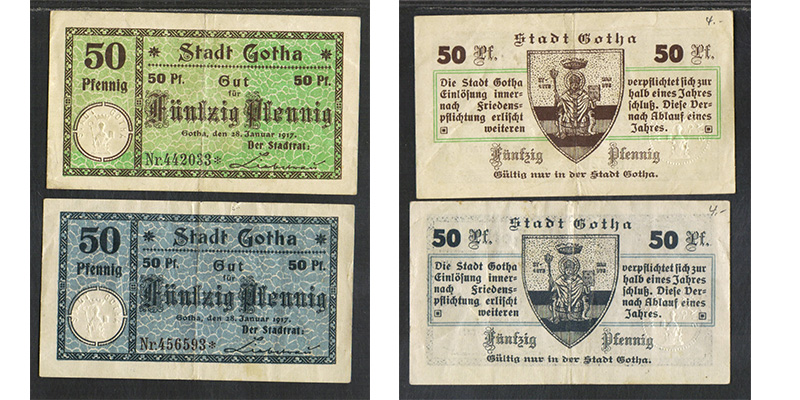 50
Pfennig
Stadt Gotha
50 Pf. Gut 50 Pf.
für
Fünfzig Pfennig
Gotha, den 28. Januar 1917.
Der Stadtrat:
Nr.442033*
50
Pfennig
* Stadt Gotha *
50 Pf. Gut 50 Pf.
für
Fünfzig Pfennig
Gotha, den 28. Januar 1917.
Der Stadtrat:
Nr.456593*
4.-
Stadt Gotha
50 Pf. 50 Pf.
Die Stadt Gotha verpflichtet sich zur
Einlösung inner- halb eines Jahres
nach Friedens- schluß. Diese Ver-
pflichtung erlischt nach Ablauf eines
weiteren Jahres.
Fünfzig Pfennig
Gültig nur in der Stadt Gotha.
4.-
Stadt Gotha
50 Pf. 50 Pf.
Die Stadt Gotha verpflichtet sich zur
Einlösung inner- halb eines Jahres
nach Friedens- schluß. Diese Ver-
pflichtung erlischt nach Ablauf eines
weiteren Jahres.
Fünfzig Pfennig
Gültig nur in der Stadt Gotha.